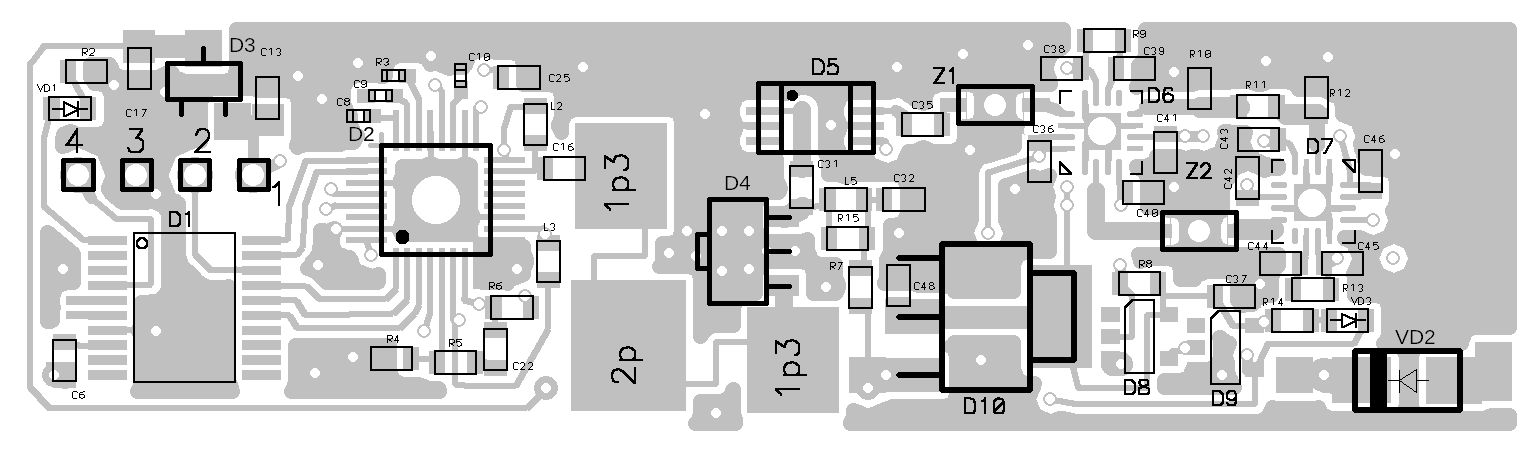 R2
D3
C13
R3
C10
C25
C9
C8
VD1
C17
D2
L2
4
3
2
1
C16
1p3
D1
L3
R6
R4
R5
C22
C6
2p
1p3
D5
Z1
C35
C31
D4
L5
C32
R15
R7
C48
D10
R9
C38
C39
R10
D6
R11
R12
C36
C41
C43
D7
C46
Z2
C42
C40
C44
C45
R8
C37
R13
R14
VD3
VD2
D8
D9